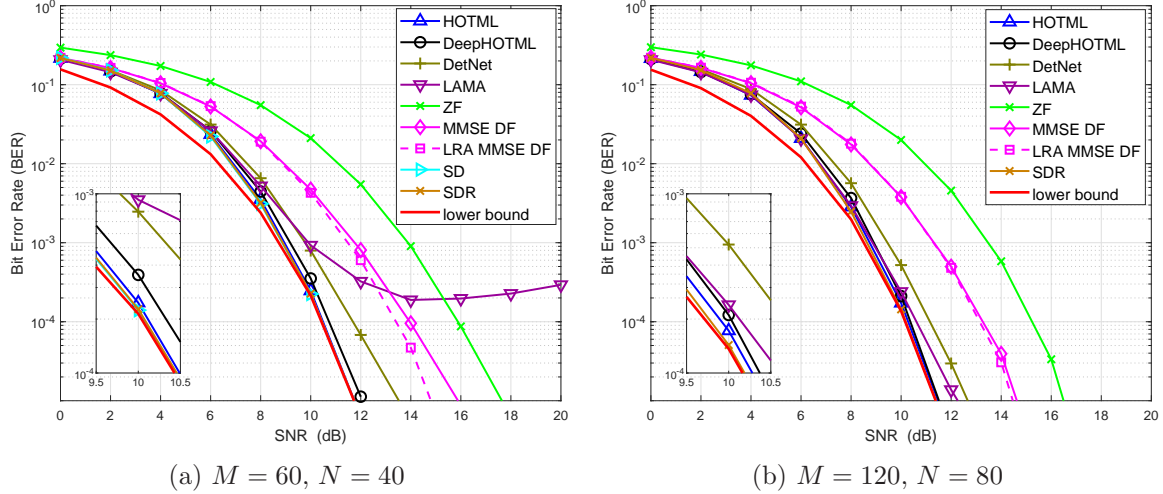 10^0
10^-1
10^-2
10^-3
10^-4
Bit Error Rate (BER)
0 2 4 6 8 10 12 14 16 18 20
SNR (dB)
HOTML
DeepHOTML
DetNet
LAMA
ZF
MMSE DF
LRA MMSE DF
SD
SDR
lower bound
10^-3
10^-4
9.5 10 10.5
(a) M = 60, N = 40
10^0
10^-1
10^-2
10^-3
10^-4
Bit Error Rate (BER)
0 2 4 6 8 10 12 14 16 18 20
SNR (dB)
HOTML
DeepHOTML
DetNet
LAMA
ZF
MMSE DF
LRA MMSE DF
SDR
lower bound
10^-3
10^-4
9.5 10 10.5
(b) M = 120, N = 80